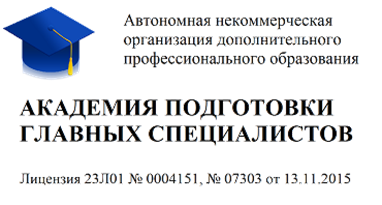 Автономная некоммерческая
организация дополнительного
профессионального образования
АКАДЕМИЯ ПОДГОТОВКИ
ГЛАВНЫХ СПЕЦИАЛИСТОВ
Лицензия 23Л01 № 0004151, № 07303 от 13.11.2015